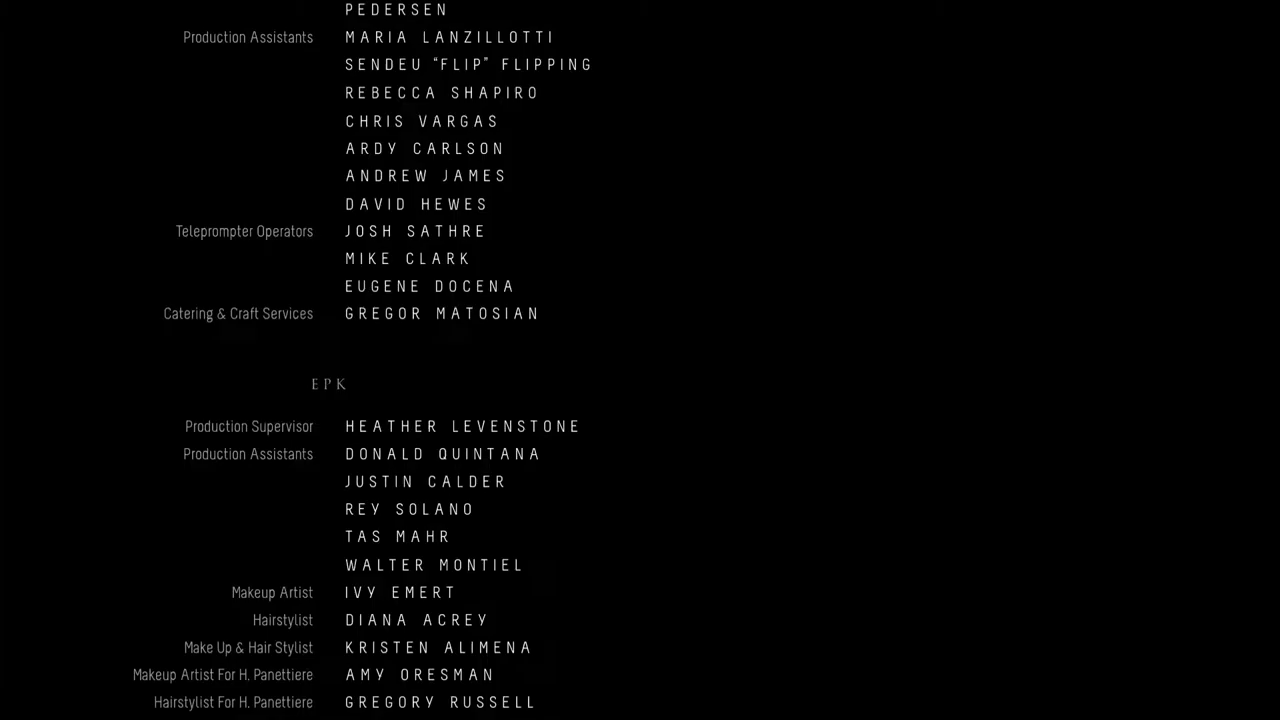 PEDERSEN
Production Assistants MARIA LANZILLOTTI
SENDEU “FLIP” FLIPPING
REBECCA SHAPIRO
CHRIS VARGAS
ARDY CARLSON
ANDREW JAMES
DAVID HEWES
Teleprompter Operators JOSH SATHRE
MIKE CLARK
EUGENE DOCENA
Catering & Craft Services GREGOR MATOSIAN
EPK
Production Supervisor HEATHER LEVENSTONE
Production Assistants DONALD QUINTANA
JUSTIN CALDER
REY SOLANO
TAS MAHR
WALTER MONTIEL
Makeup Artist IVY EMERT
Hairstylist DIANA ACREY
Make Up & Hair Stylist KRISTEN ALIMENA
Makeup Artist For H. Panettiere AMY ORESMAN
Hairstylist For H. Panettiere GREGORY RUSSELL